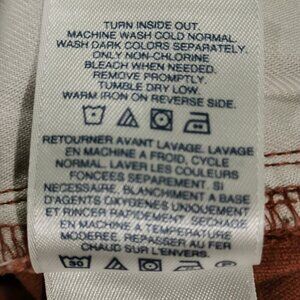 TURN INSIDE OUT.
MACHINE WASH COLD NORMAL.
WASH DARK COLORS SEPARATELY.
ONLY NON-CHLORINE
BLEACH WHEN NEEDED.
REMOVE PROMPTLY.
TUMBLE DRY LOW.
WARM IRON ON REVERSE SIDE.
RETOURNER AVANT LAVAGE. LAVAGE
EN MACHINE A FROID, CYCLE
NORMAL. LAVER LES COULEURS
FONCEES SEPAREMENT. SI
NECESSAIRE, BLANCHIMENT A BASE
D'AGENTS OXYGENES UNIQUEMENT
ET RINCER RAPIDEMENT. SECHAGE
EN MACHINE A TEMPERATURE
MODEREE. REPASSER AU FER
CHAUD SUR L'ENVERS.
30 P